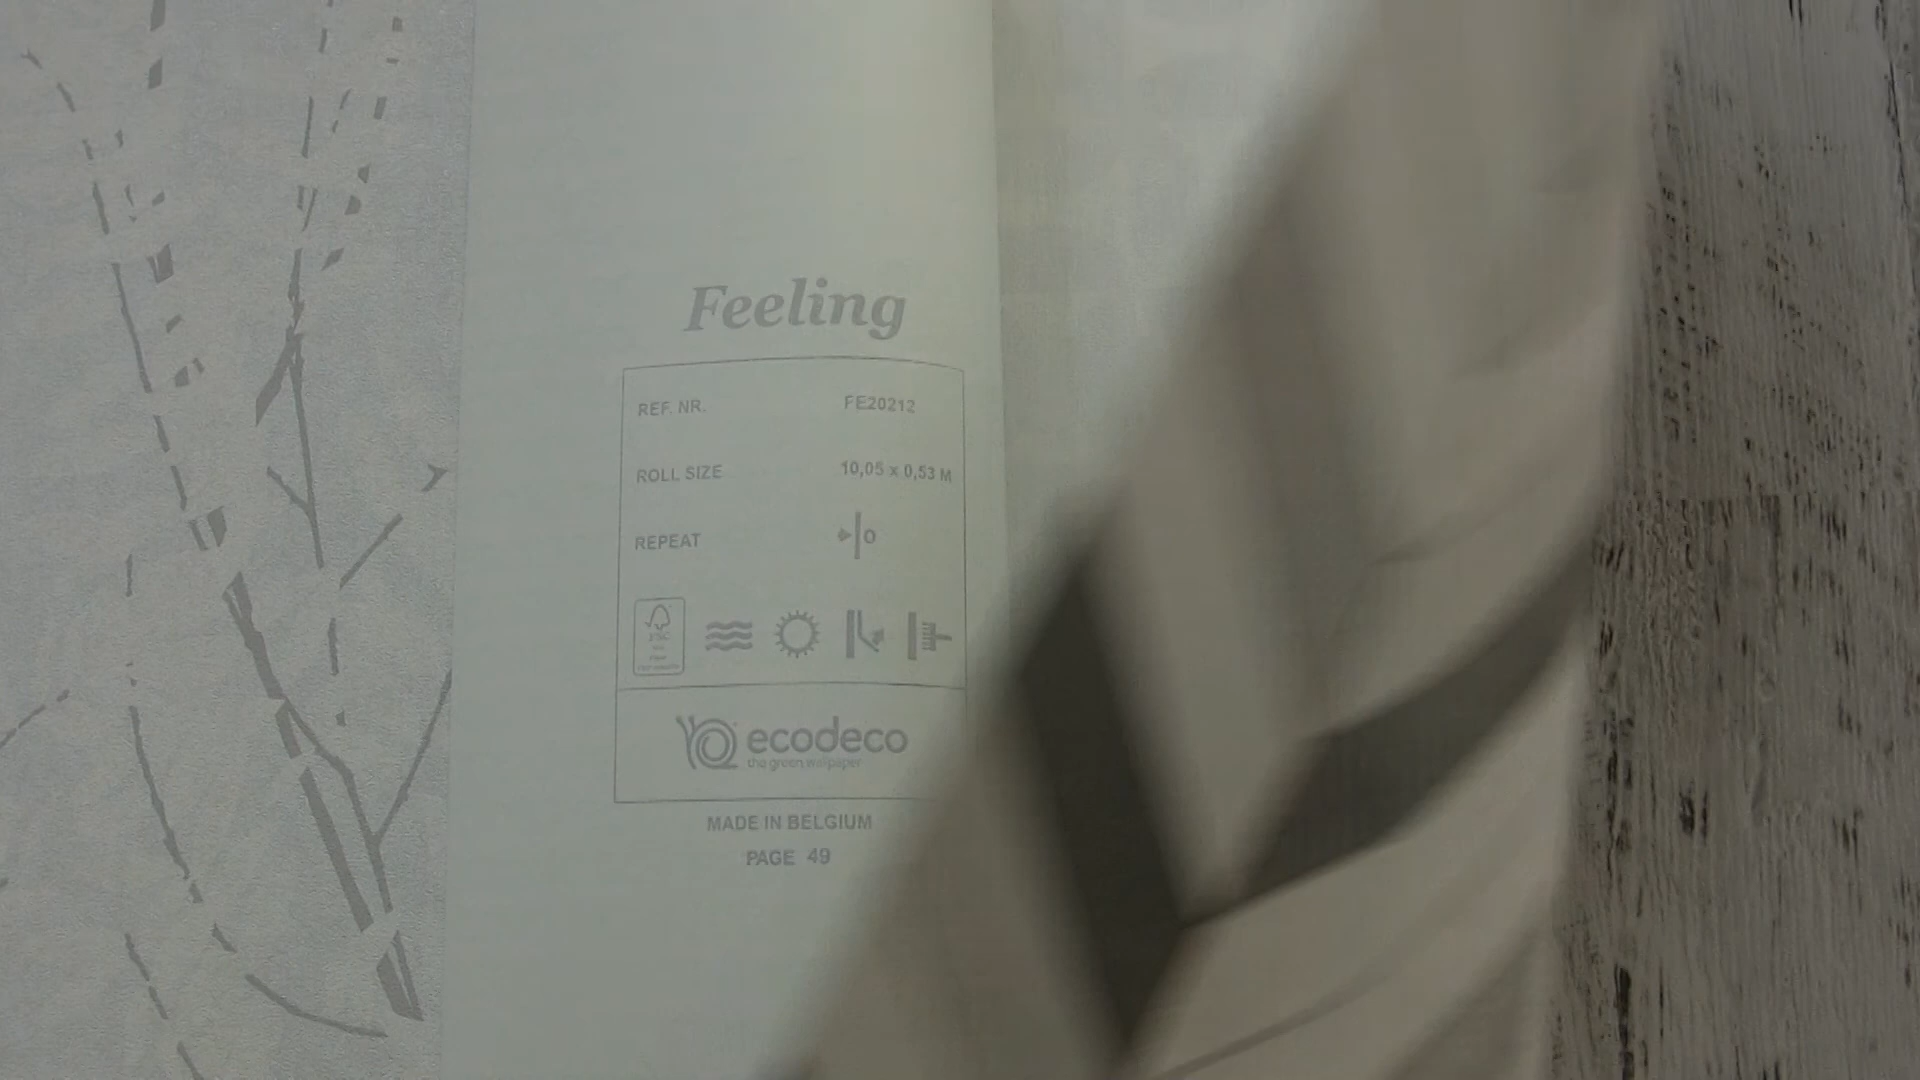 Feeling
REF. NR. FE20212
ROLL SIZE 10,05 x 0,53 M
REPEAT 0
FSC
ecodeco
the green wallpaper
MADE IN BELGIUM
PAGE 49